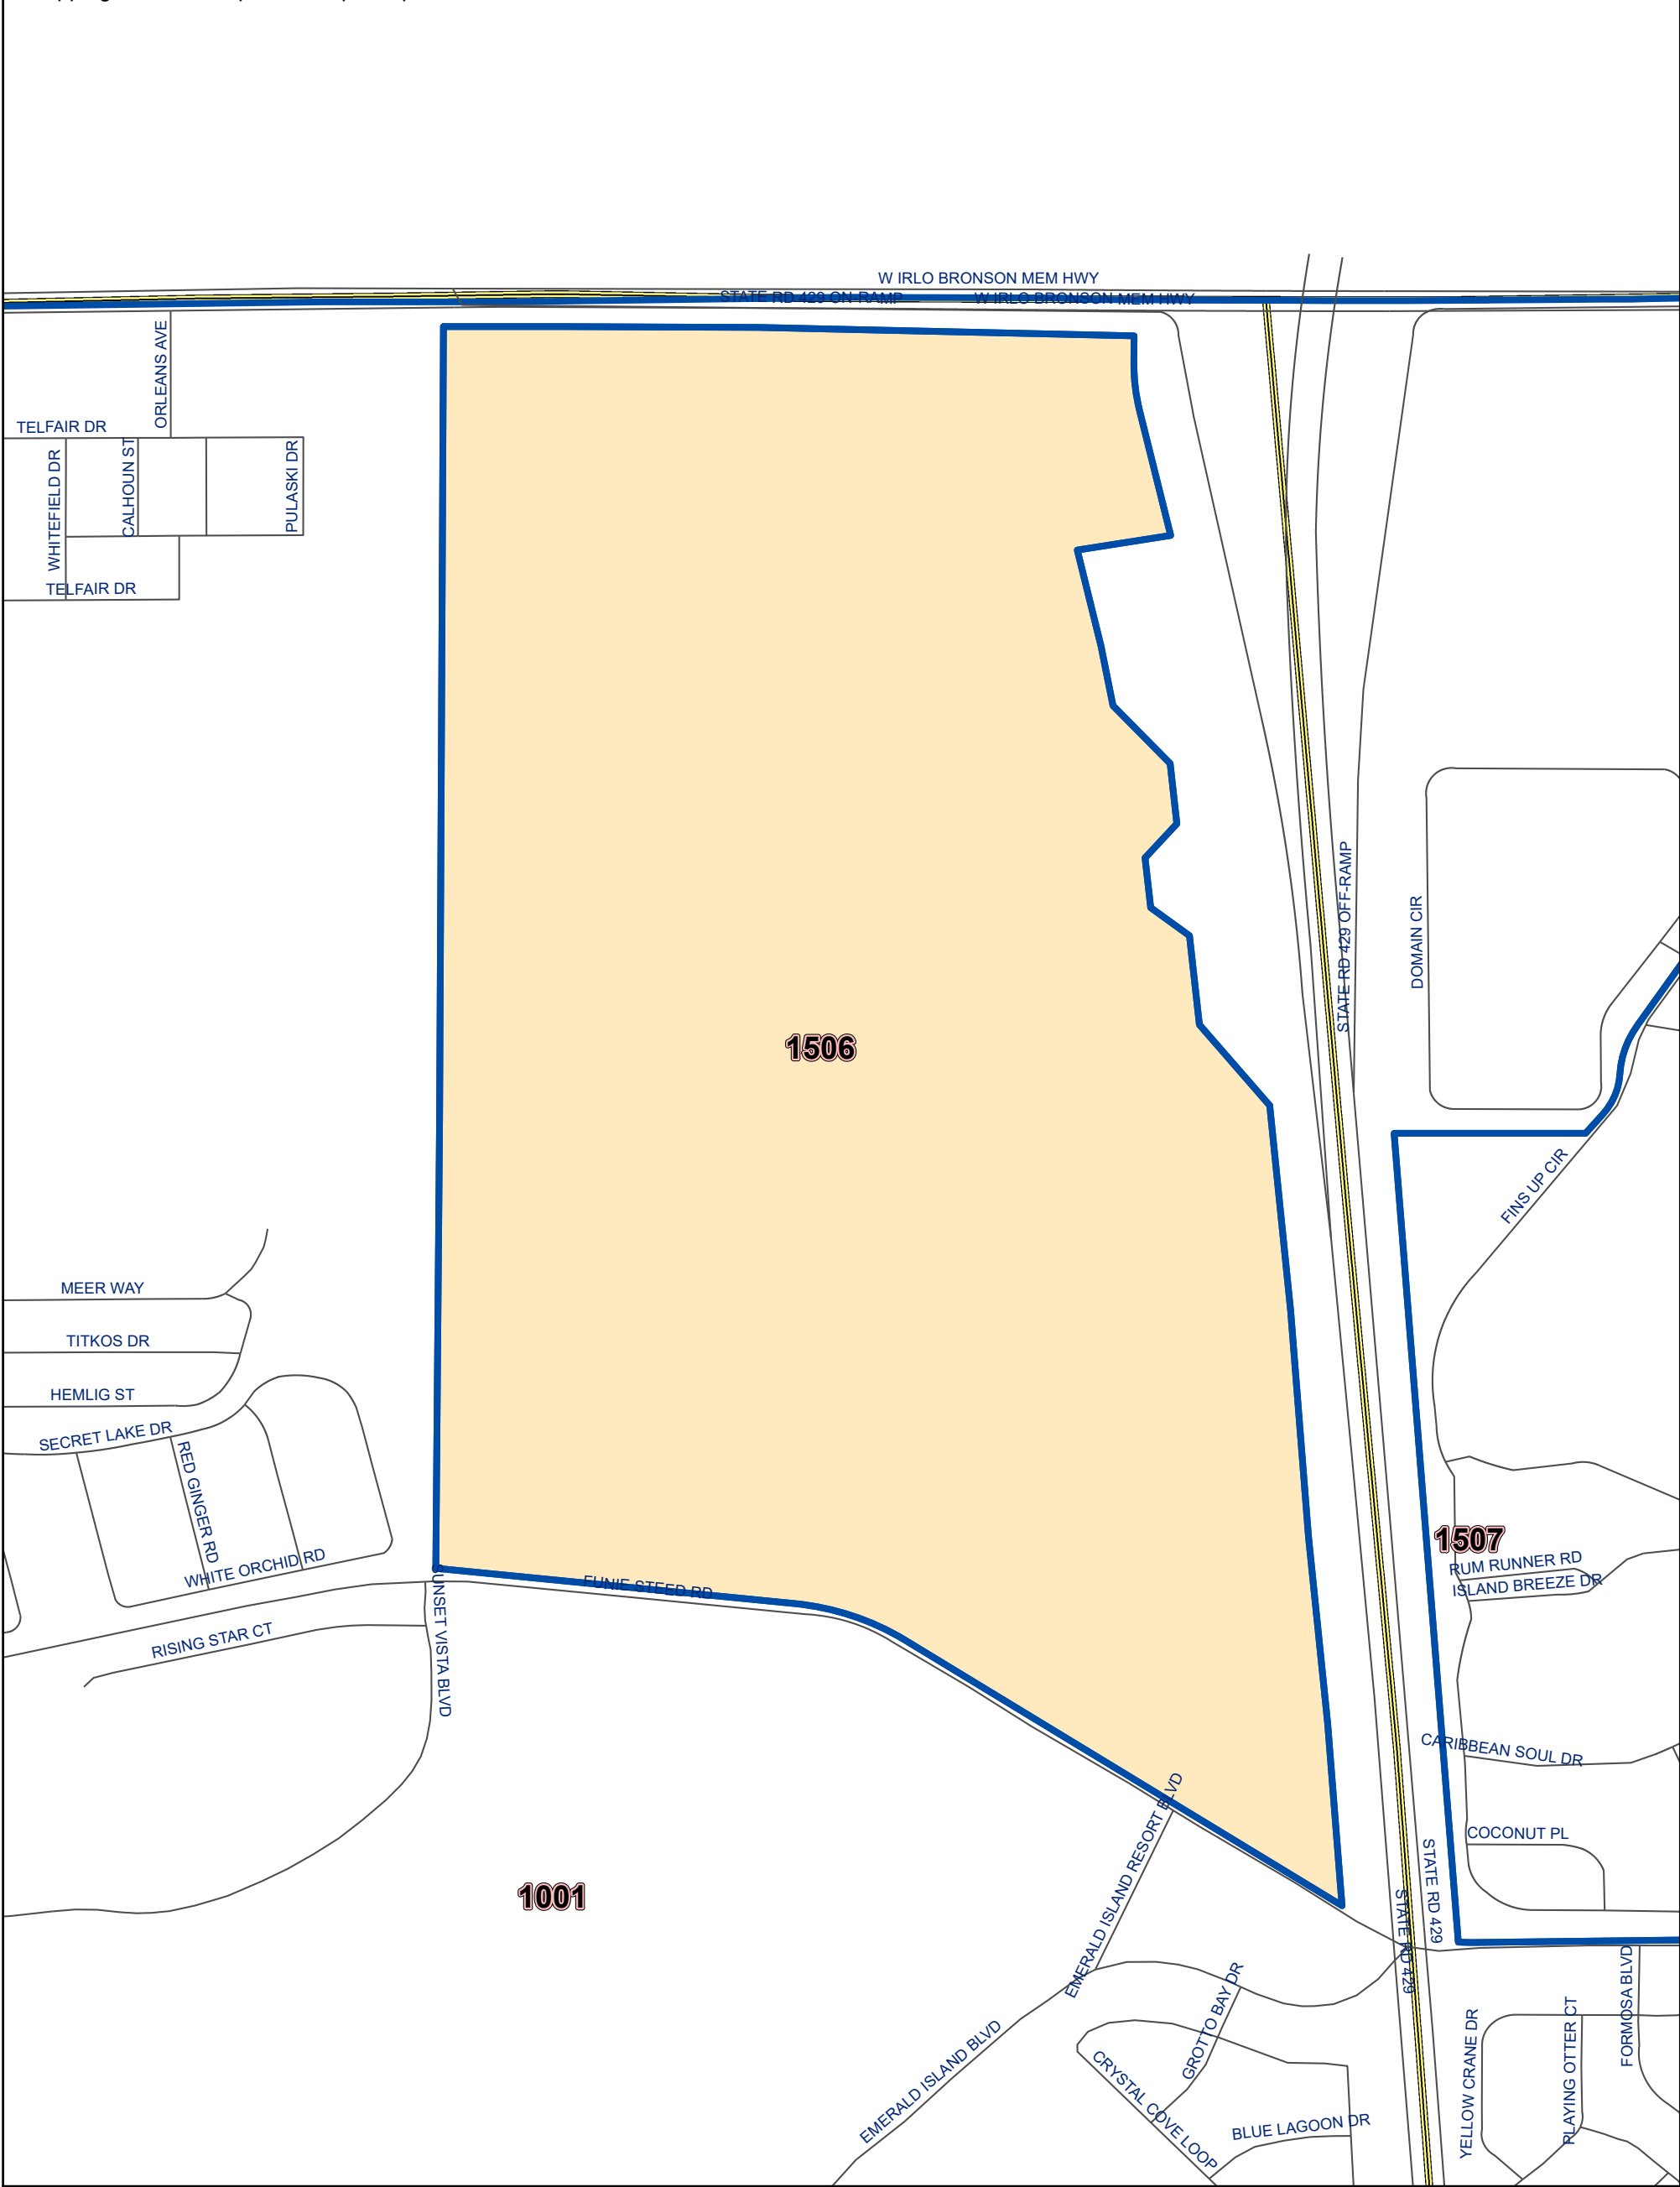 W IRLO BRONSON MEM HWY
STATE RD 429 ON-RAMP
W IRLO BRONSON MEM HWY
ORLEANS AVE
TELFAIR DR
WHITEFIELD DR
CALHOUN ST
PULASKI DR
TELFAIR DR
STATE RD 429 OFF-RAMP
DOMAIN CIR
1506
FINS UP CIR
MEER WAY
TITKOS DR
HEMLIG ST
SECRET LAKE DR
RED GINGER RD
WHITE ORCHID RD
1507
RUM RUNNER RD
ISLAND BREEZE DR
FUNIE STEED RD
SUNSET VISTA BLVD
RISING STAR CT
CARIBBEAN SOUL DR
EMERALD ISLAND RESORT BLVD
COCONUT PL
STATE RD 429
STATE RD 429
1001
EMERALD ISLAND BLVD
GROTTO BAY DR
CRYSTAL COVE LOOP
BLUE LAGOON DR
YELLOW CRANE DR
PLAYING OTTER CT
FORMOSA BLVD